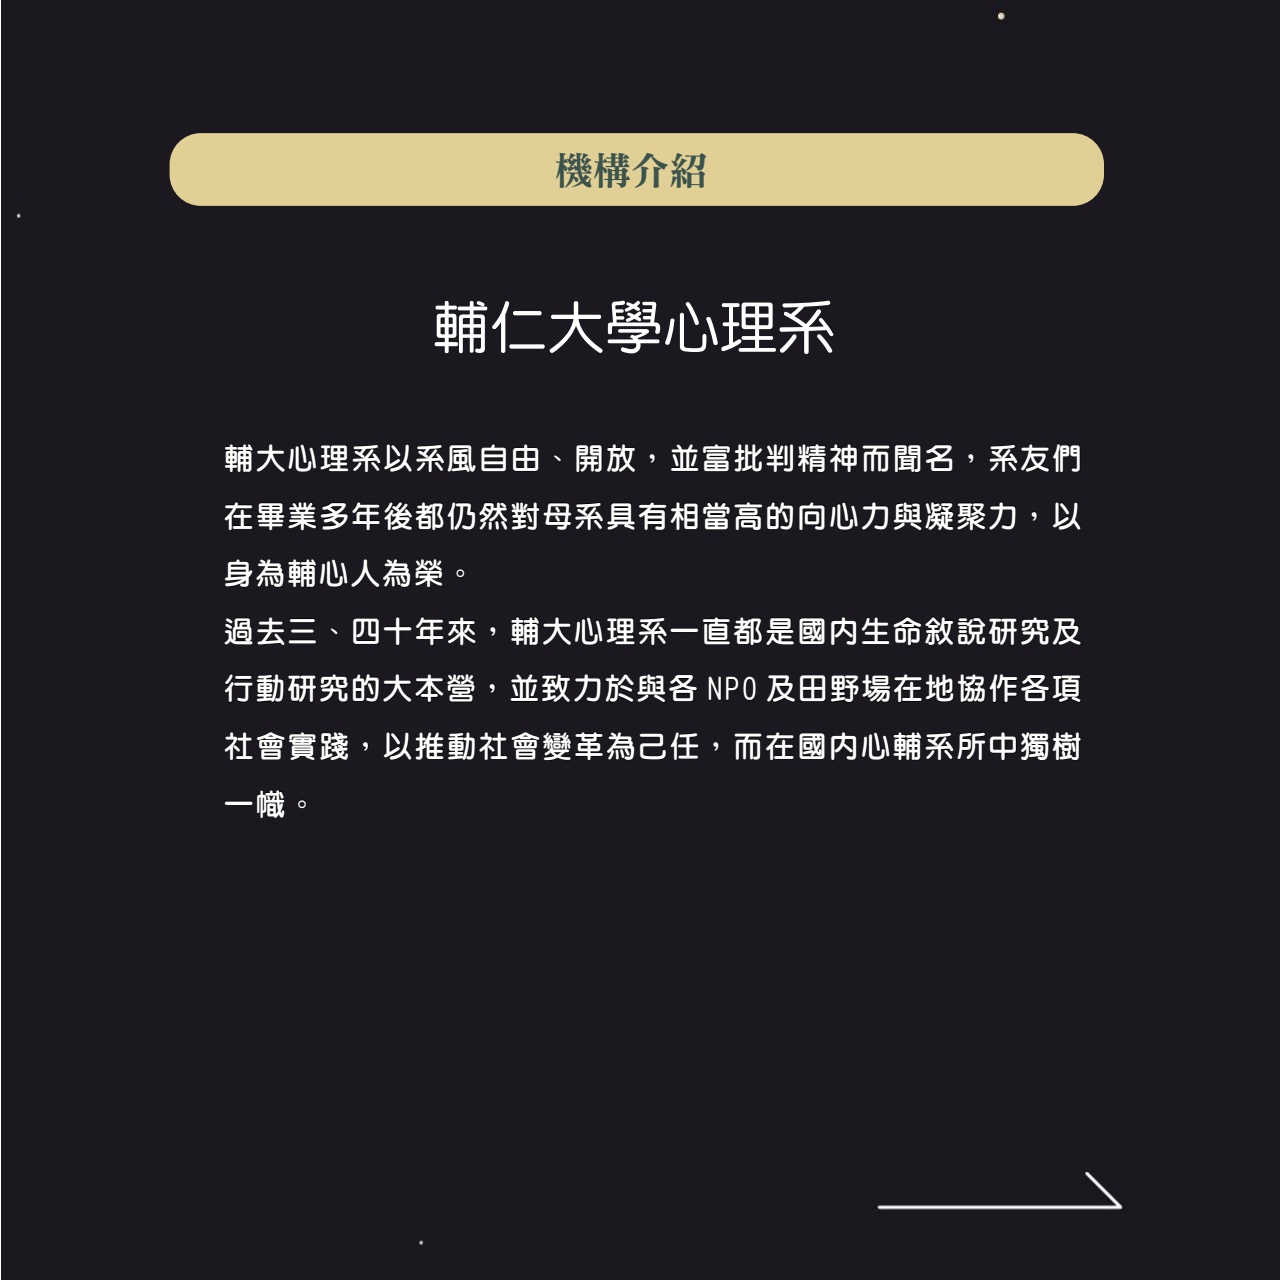 機構介紹
輔仁大學心理系
輔大心理系以系風自由、開放，並富批判精神而聞名，系友們
在畢業多年後都仍然對母系具有相當高的向心力與凝聚力，以
身為輔心人為榮。
過去三、四十年來，輔大心理系一直都是國内生命敘說研究及
行動研究的大本營，並致力於與各 NPO 及田野場在地協作各項
社會實踐，以推動社會變革為己任，而在國内心輔系所中獨樹
一幟。